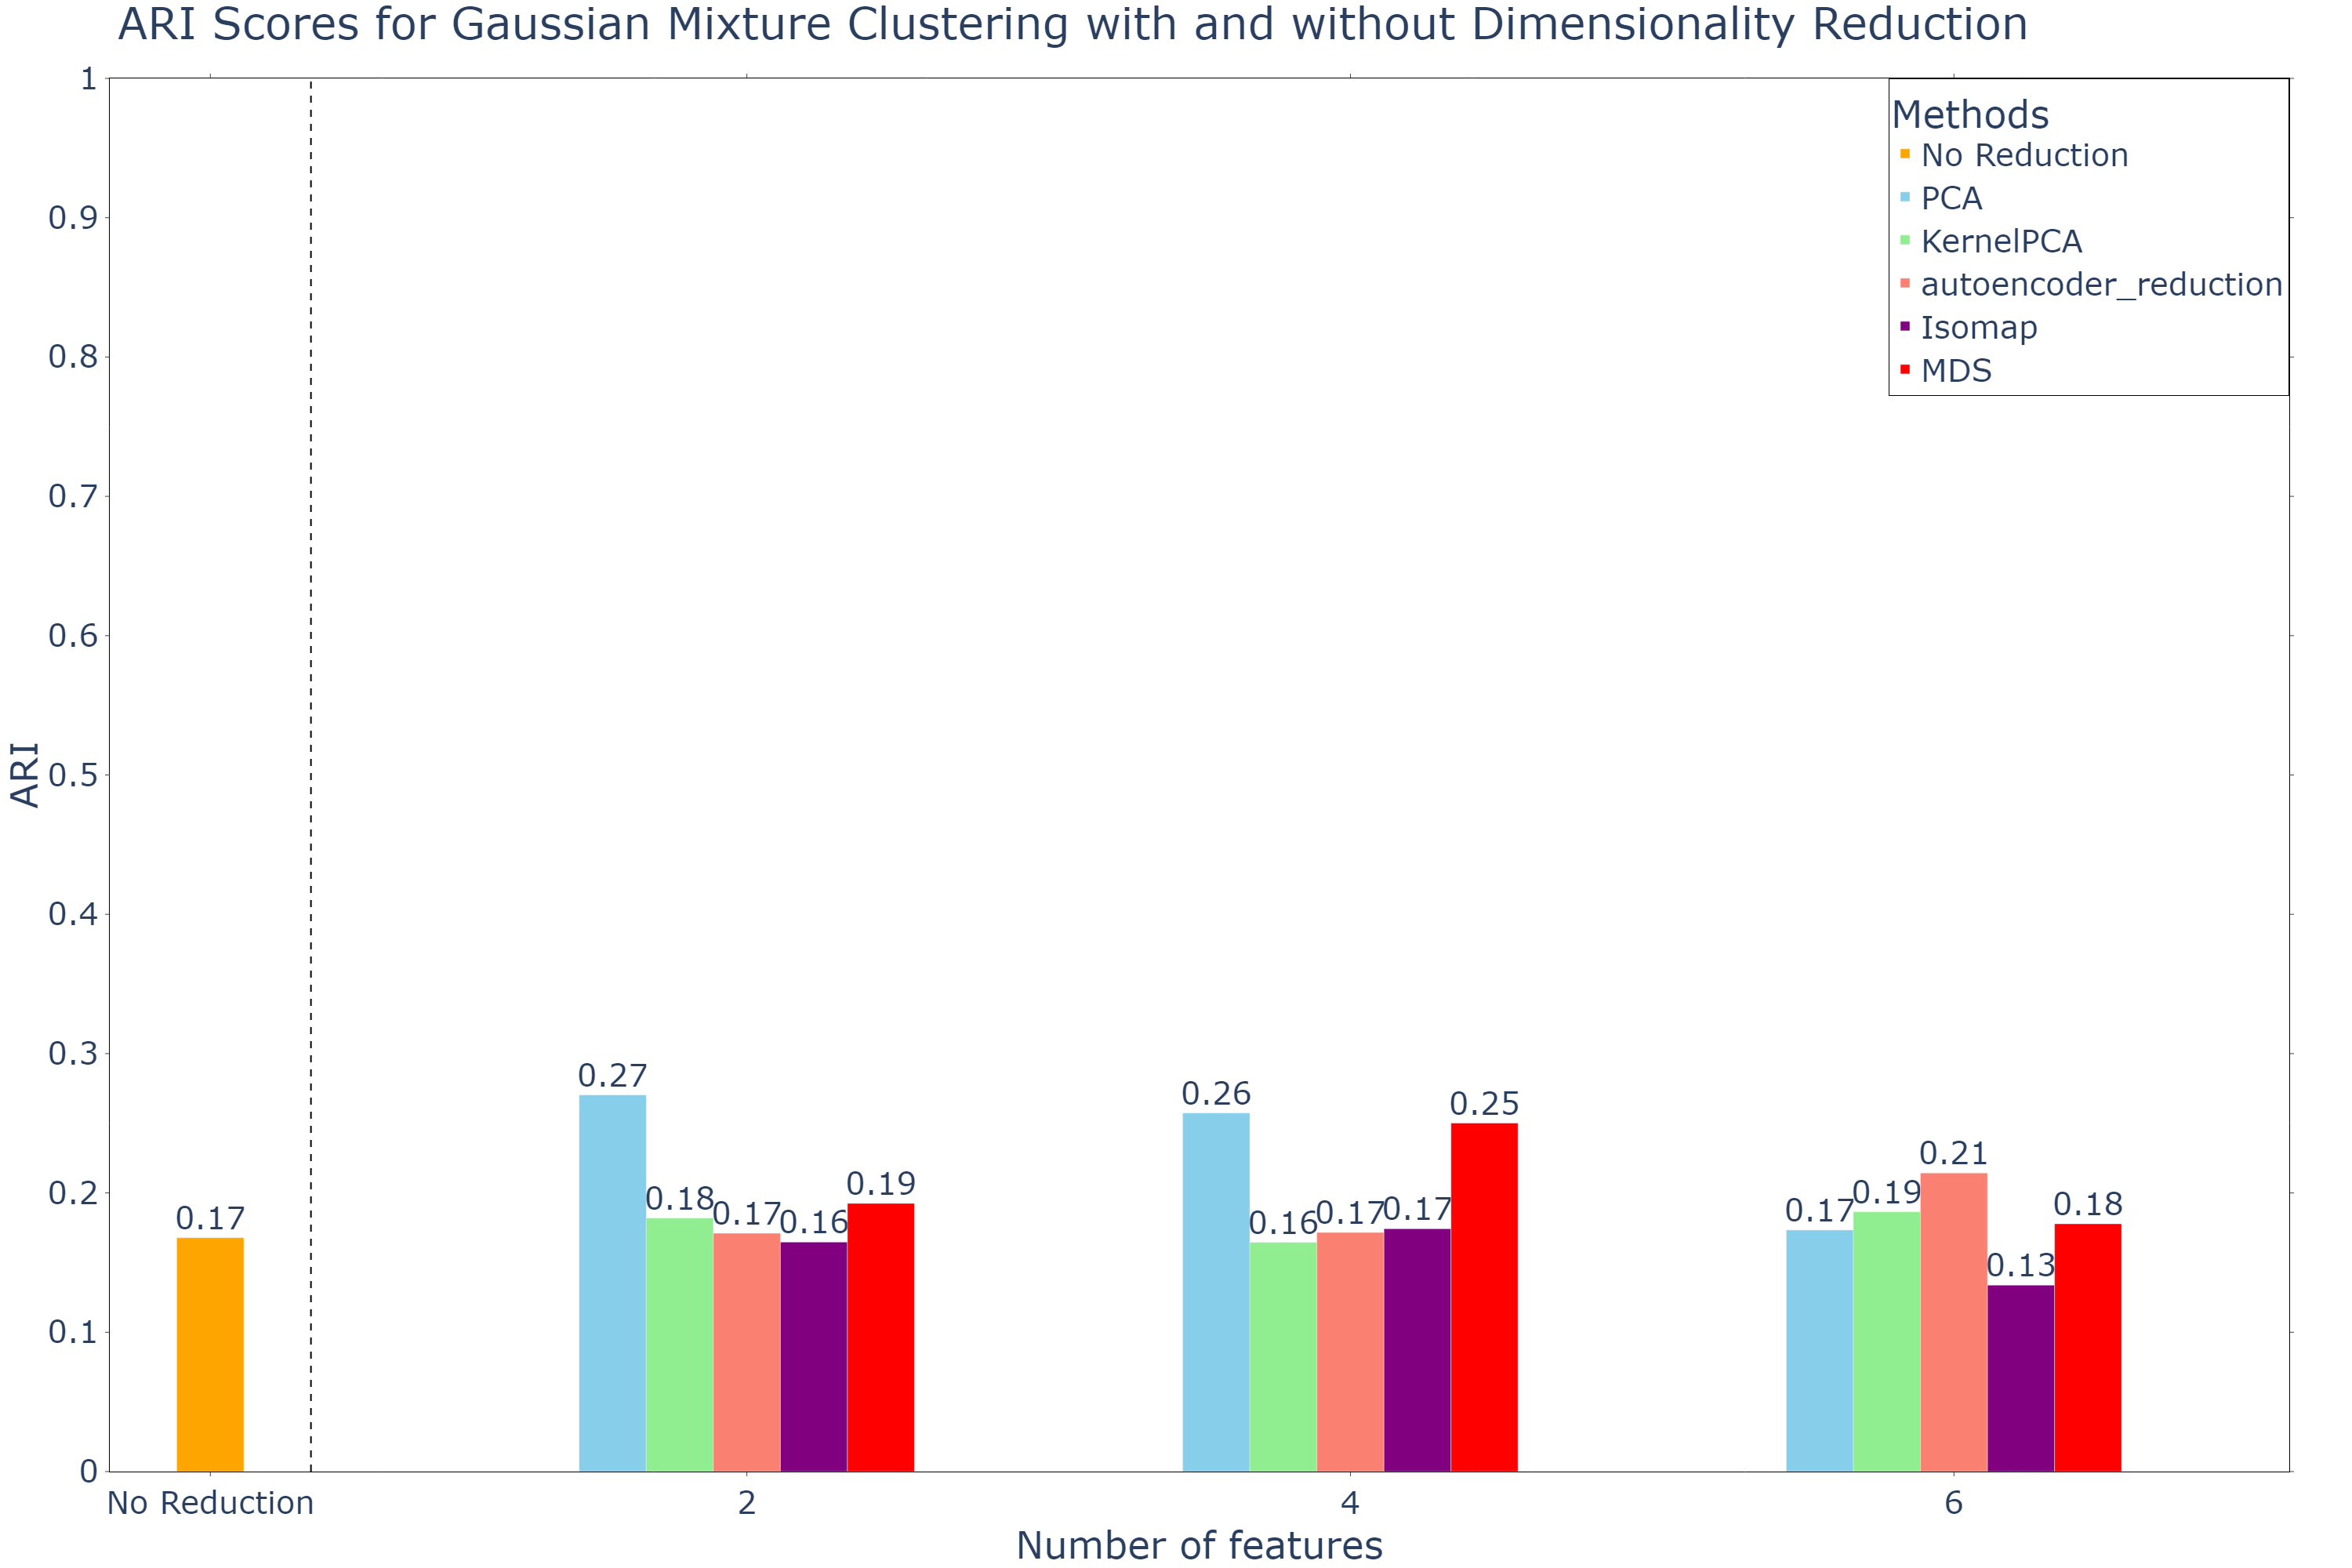 ARI Scores for Gaussian Mixture Clustering with and without Dimensionality Reduction
1
0.9
0.8
0.7
0.6
0.5
0.4
0.3
0.2
0.1
0
ARI
Methods
No Reduction
PCA
KernelPCA
autoencoder_reduction
Isomap
MDS
0.17
0.27
0.18
0.17
0.16
0.19
0.26
0.16
0.17
0.17
0.25
0.17
0.19
0.21
0.13
0.18
No Reduction
2
4
6
Number of features